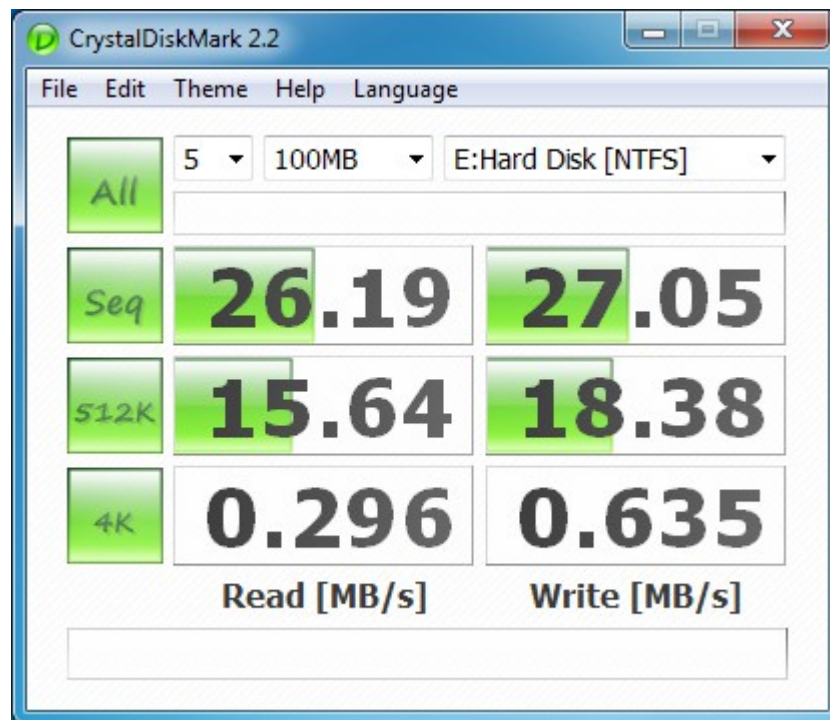 CrystalDiskMark 2.2
File Edit Theme Help Language
All 5 100MB E:Hard Disk [NTFS]
Seq 26.19 27.05
512K 15.64 18.38
4K 0.296 0.635
Read [MB/s] Write [MB/s]